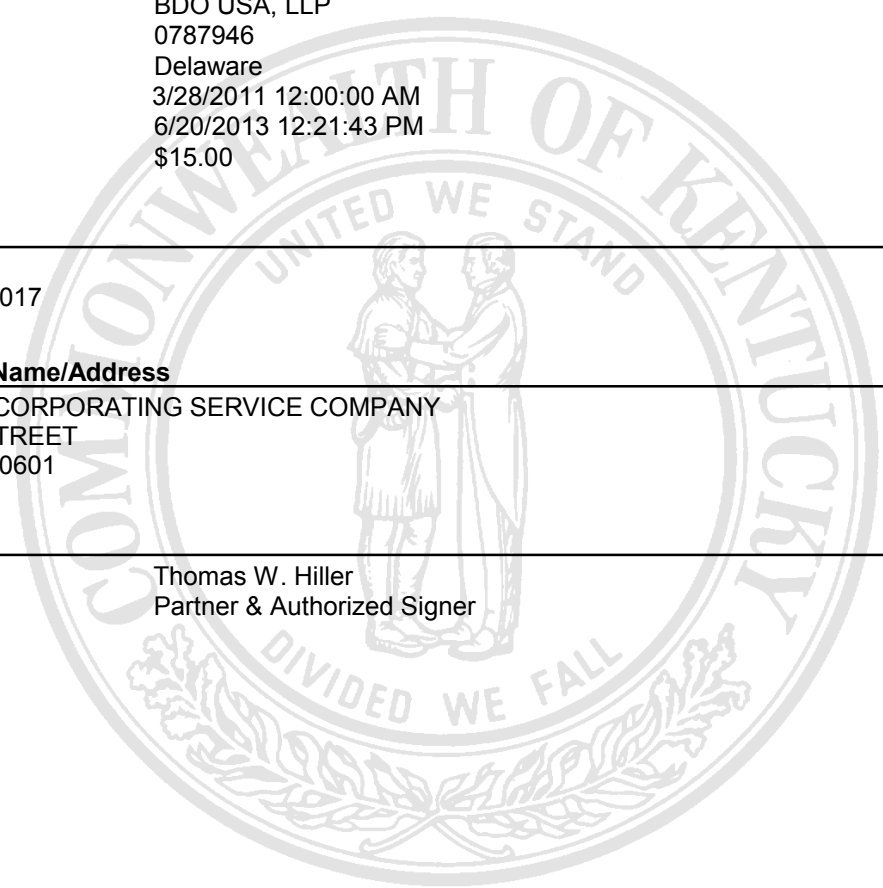 BDO USA, LLP
0787946
Delaware
3/28/2011 12:00:00 AM
6/20/2013 12:21:43 PM
$15.00
COMMONWEALTH OF KENTUCKY
UNITED WE STAND
017
Name/Address
CORPORATING SERVICE COMPANY
TREET
0601
Thomas W. Hiller
Partner & Authorized Signer
DIVIDED WE FALL